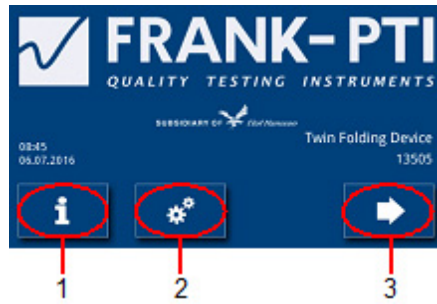 FRANK-PTI
QUALITY TESTING INSTRUMENTS
SUBSIDIARY OF
Twin Folding Device
08:45
06.07.2016
13505
i
1
2
3